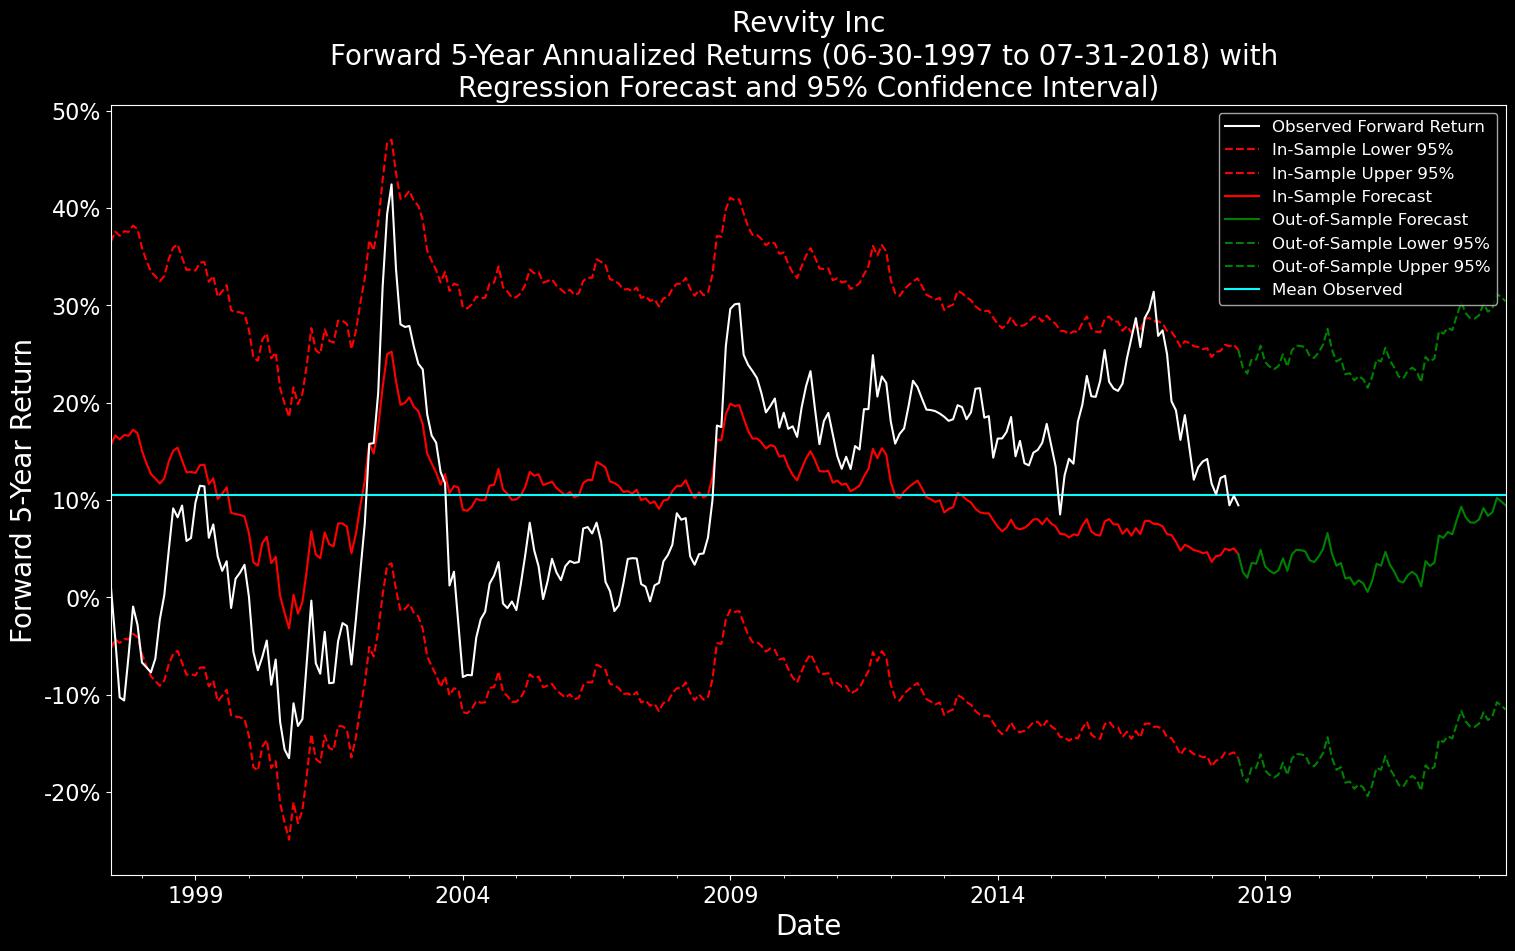 Revvity Inc
Forward 5-Year Annualized Returns (06-30-1997 to 07-31-2018) with
Regression Forecast and 95% Confidence Interval)
50%
40%
30%
20%
10%
0%
-10%
-20%
Forward 5-Year Return
Observed Forward Return
In-Sample Lower 95%
In-Sample Upper 95%
In-Sample Forecast
Out-of-Sample Forecast
Out-of-Sample Lower 95%
Out-of-Sample Upper 95%
Mean Observed
1999
2004
2009
2014
2019
Date